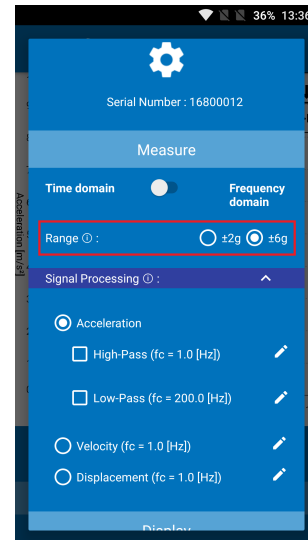 36% 13:36
Serial Number : 16800012
Measure
Time domain
Frequency
domain
Range ⓘ :
±2g
±6g
Signal Processing ⓘ :
Acceleration
High-Pass (fc = 1.0 [Hz])
Low-Pass (fc = 200.0 [Hz])
Velocity (fc = 1.0 [Hz])
Displacement (fc = 1.0 [Hz])
Display
Acceleration [m/s²]